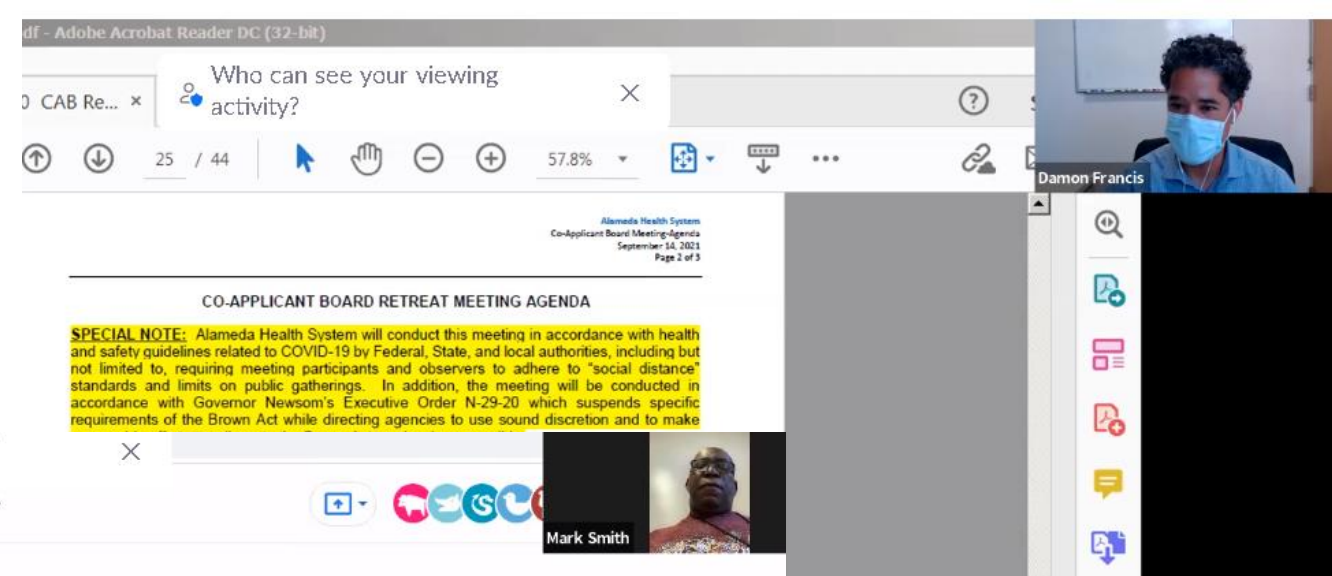 df - Adobe Acrobat Reader DC (32-bit)
Who can see your viewing
activity?
CAB Re... ×
25 / 44
57.8%
Damon Francis
Alameda Health System
Co-Applicant Board Meeting-Agenda
September 14, 2021
Page 2 of 3
CO-APPLICANT BOARD RETREAT MEETING AGENDA
SPECIAL NOTE: Alameda Health System will conduct this meeting in accordance with health
and safety guidelines related to COVID-19 by Federal, State, and local authorities, including but
not limited to, requiring meeting participants and observers to adhere to "social distance"
standards and limits on public gatherings. In addition, the meeting will be conducted in
accordance with Governor Newsom's Executive Order N-29-20 which suspends specific
requirements of the Brown Act while directing agencies to use sound discretion and to make
Mark Smith